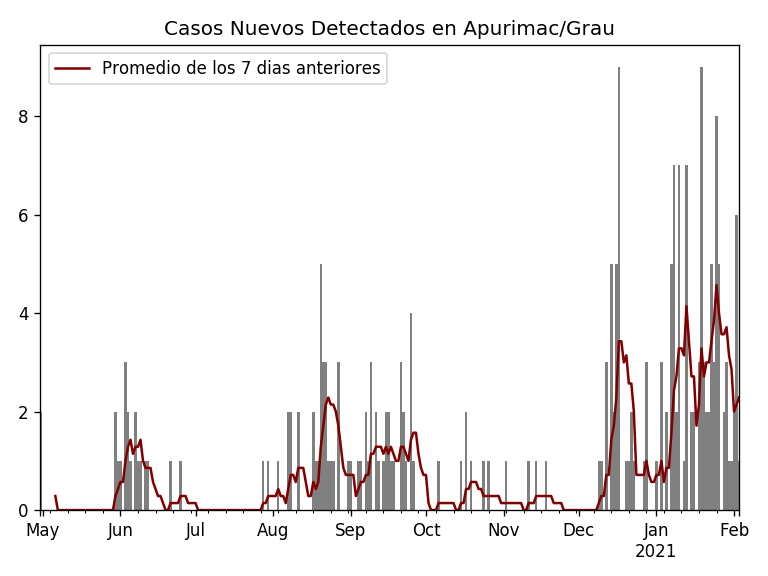 Casos Nuevos Detectados en Apurimac/Grau
Promedio de los 7 dias anteriores
8
6
4
2
0
May Jun Jul Aug Sep Oct Nov Dec Jan Feb
2021